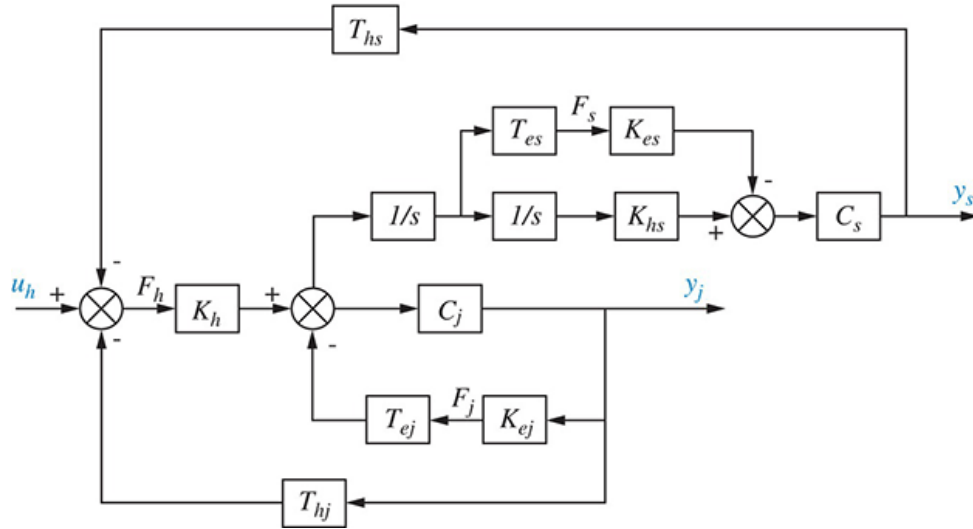 T_hs
F_s
T_es K_es
-
y_s
1/s 1/s K_hs + C_s
-
u_h + F_h + y_j
K_h C_j
- -
F_j
T_ej K_ej
T_hj